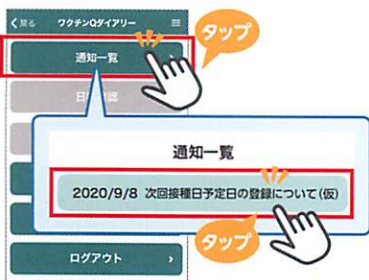 戻る ワクチンQダイアリー
タップ
通知一覧
通知一覧
2020/9/8 次回接種日予定日の登録について(仮)
タップ
ログアウト